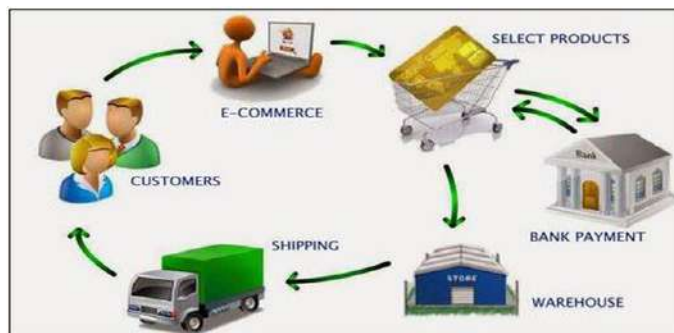 SELECT PRODUCTS
E-COMMERCE
Bank
CUSTOMERS
BANK PAYMENT
SHIPPING
STORE
WAREHOUSE